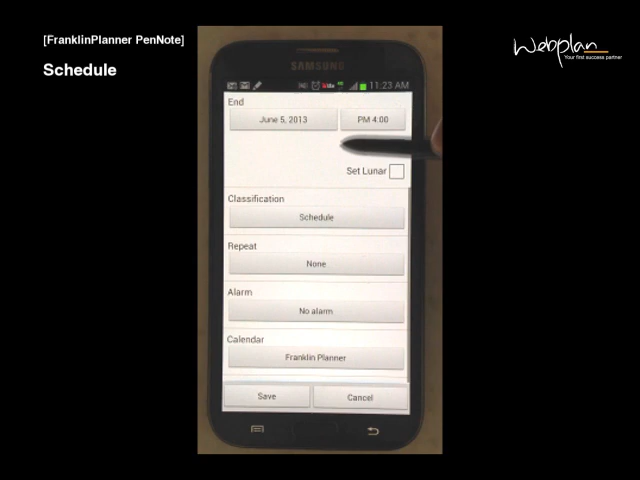 [FranklinPlanner PenNote]
Schedule
Webplan
Your first success partner
SAMSUNG
11:23 AM
End
June 5, 2013
PM 4:00
Set Lunar
Classification
Schedule
Repeat
None
Alarm
No alarm
Calendar
Franklin Planner
Save
Cancel